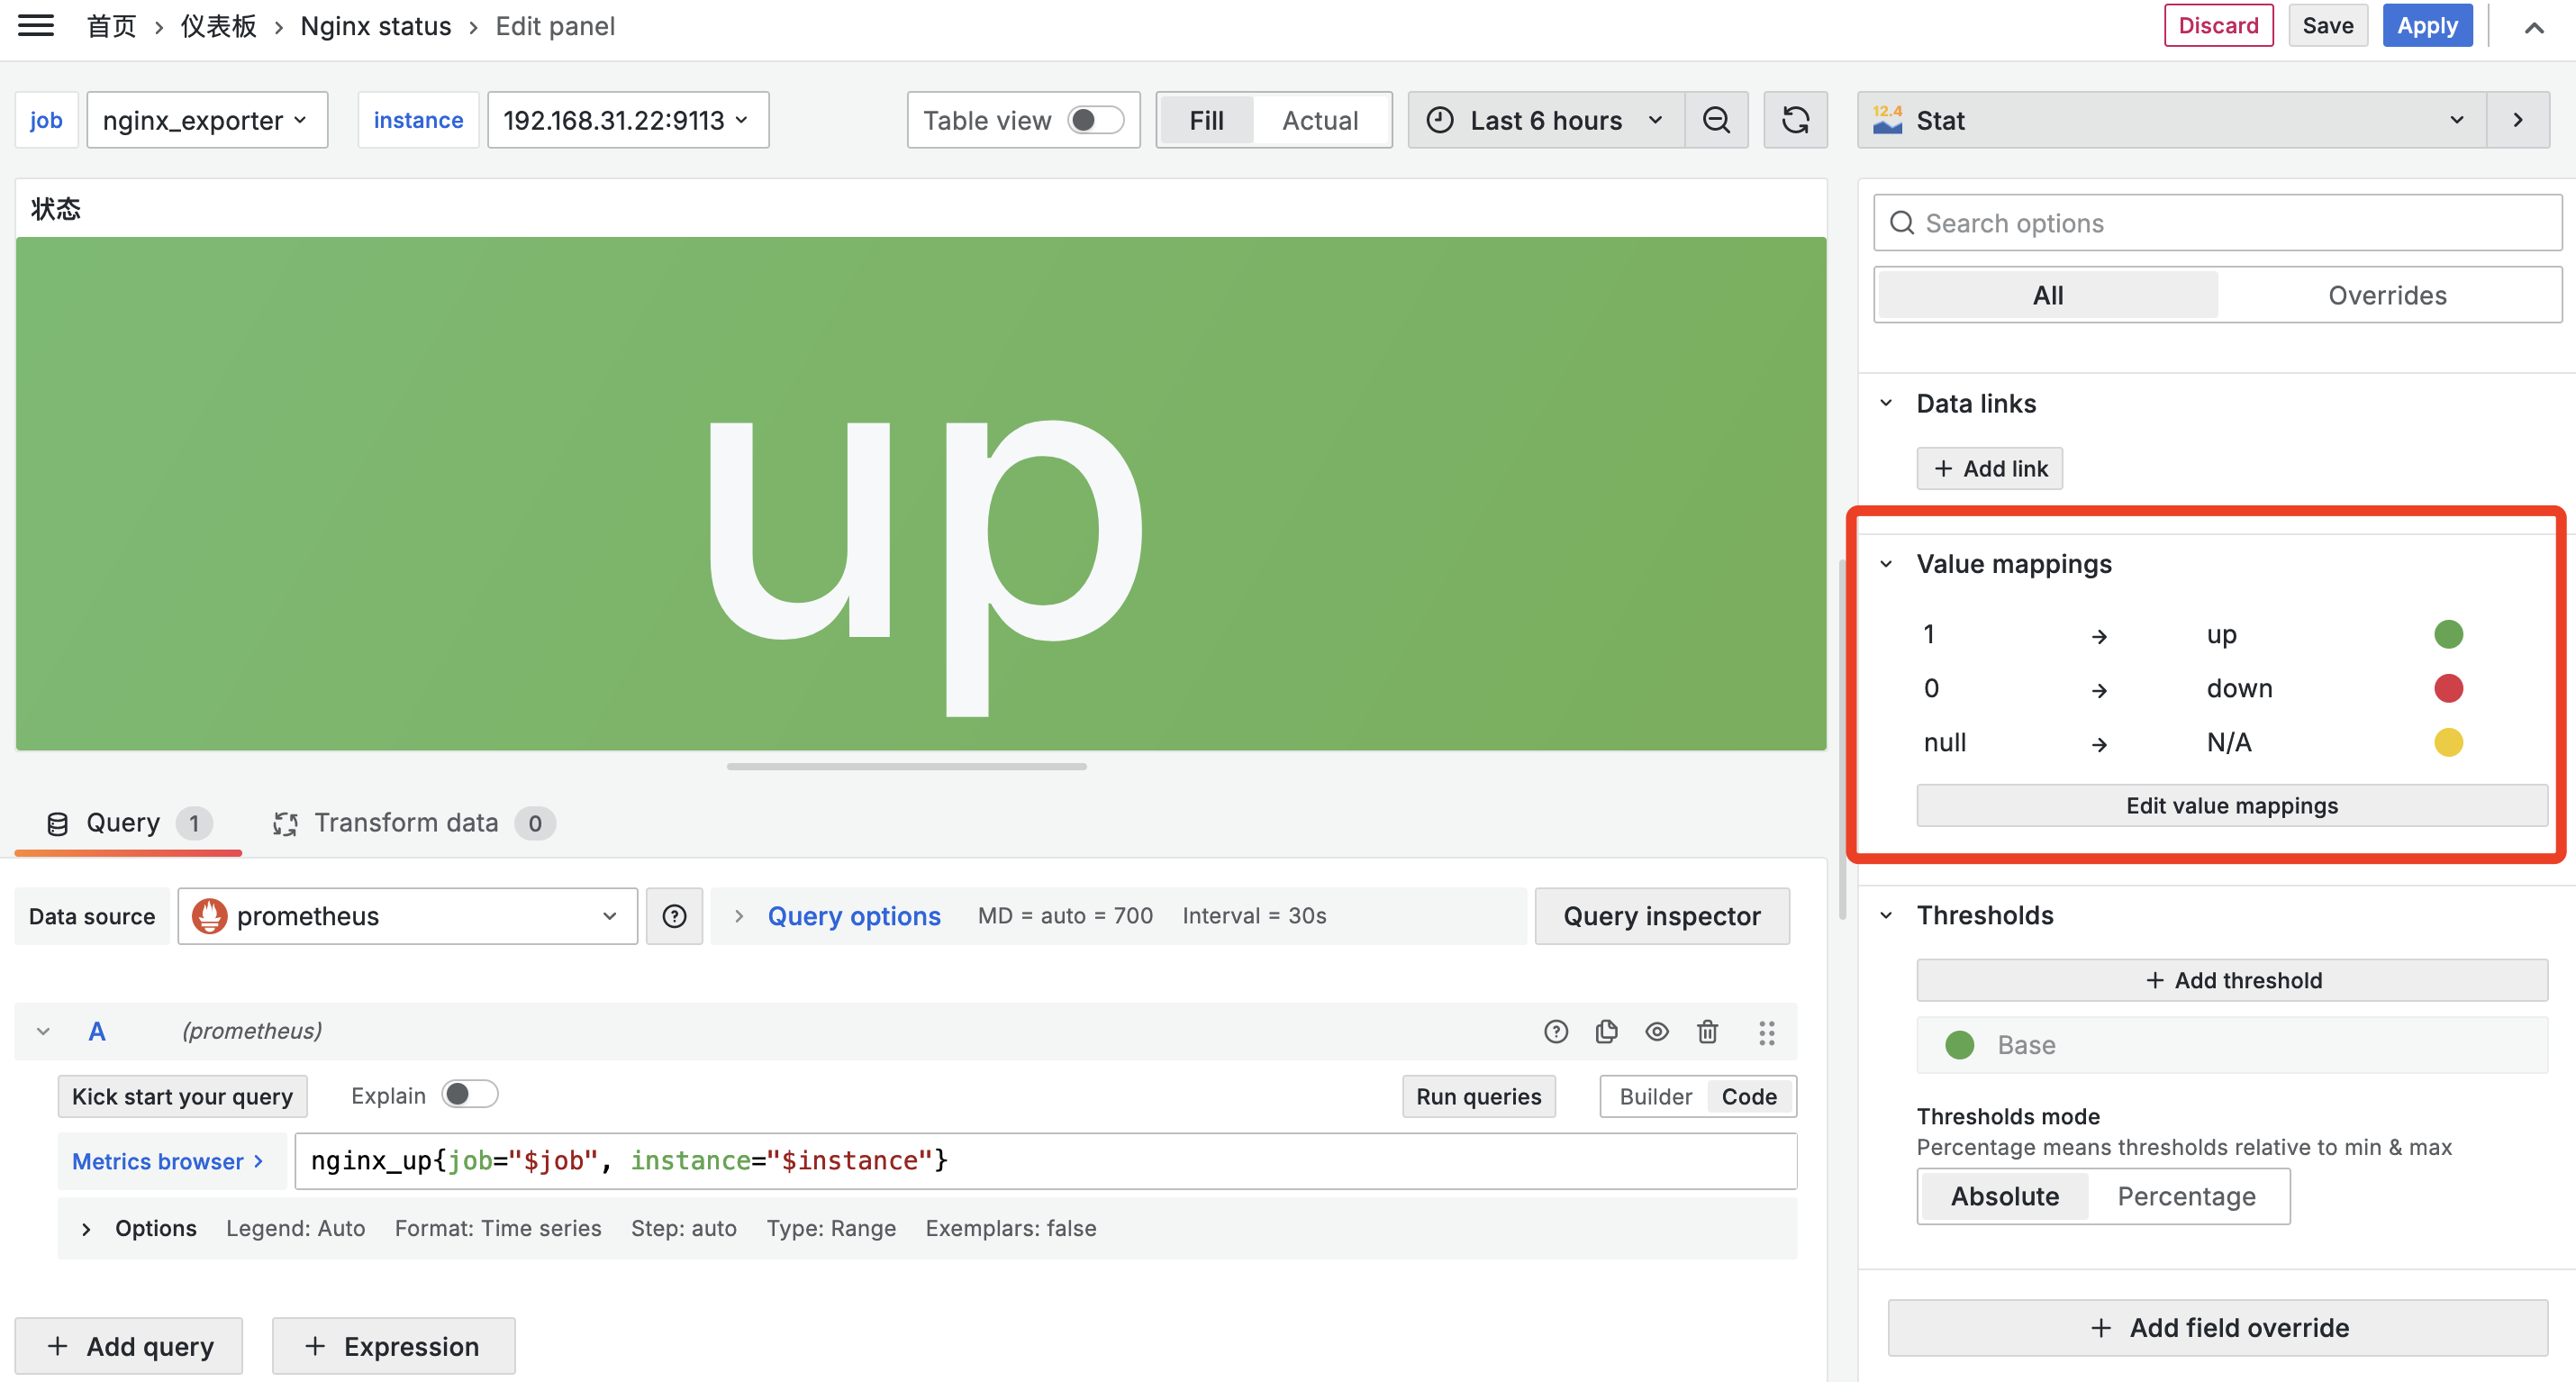 首页 › 仪表板 › Nginx status › Edit panel
Discard Save Apply
job nginx_exporter instance 192.168.31.22:9113 Table view Fill Actual Last 6 hours
12.4 Stat
状态
up
Search options
All Overrides
Data links
+ Add link
Value mappings
1 → up
0 → down
null → N/A
Edit value mappings
Thresholds
+ Add threshold
Base
Thresholds mode
Percentage means thresholds relative to min & max
Absolute Percentage
+ Add field override
Query 1 Transform data 0
Data source prometheus Query options MD = auto = 700 Interval = 30s Query inspector
A (prometheus)
Kick start your query Explain Run queries Builder Code
Metrics browser > nginx_up{job="$job", instance="$instance"}
Options Legend: Auto Format: Time series Step: auto Type: Range Exemplars: false
+ Add query + Expression